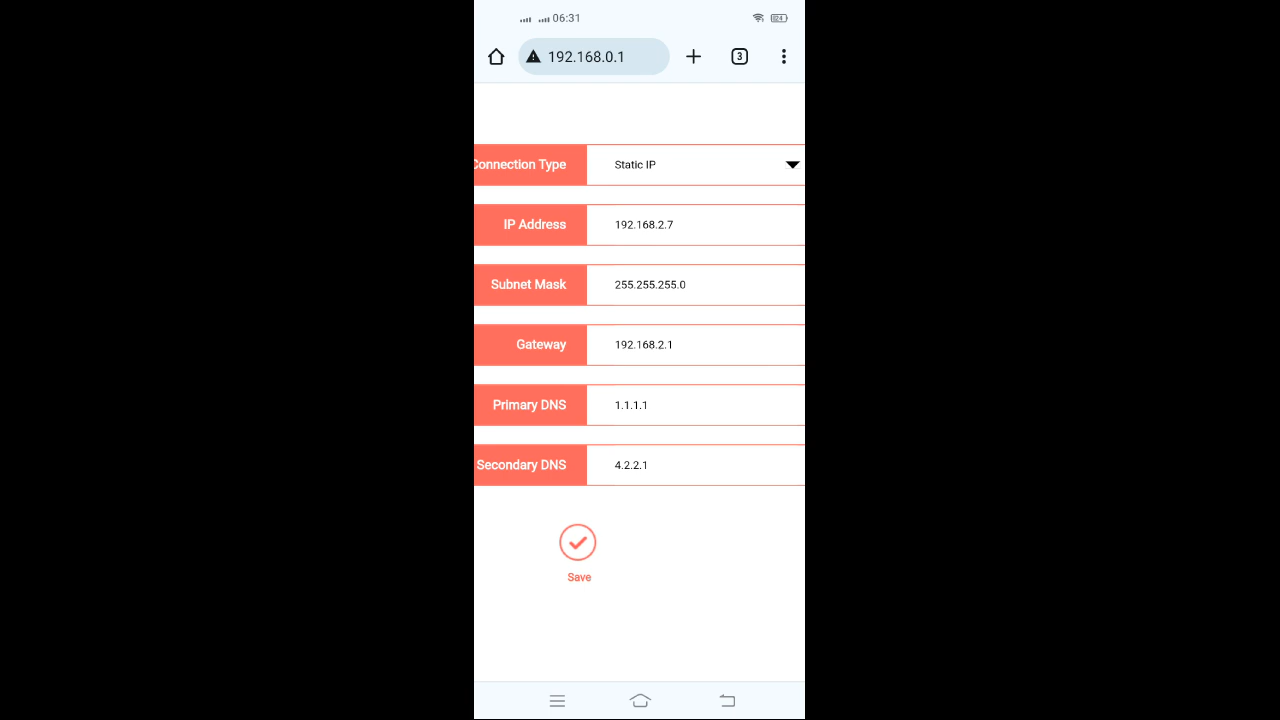 06:31
84
192.168.0.1
3
Connection Type
Static IP
IP Address
192.168.2.7
Subnet Mask
255.255.255.0
Gateway
192.168.2.1
Primary DNS
1.1.1.1
Secondary DNS
4.2.2.1
Save